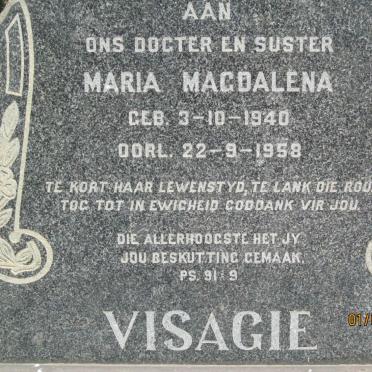 AAN
ONS DOGTER EN SUSTER
MARIA MAGDALENA
GEB. 3-10-1940
OORL. 22-9-1958
TE KORT HAAR LEWENSTYD, TE LANK DIE ROU
TOG TOT IN EWIGHEID GODDANK VIR JOU.
DIE ALLERHOOGSTE HET JY
JOU BESKUTTING GEMAAK.
PS. 91:9
VISAGIE
01/